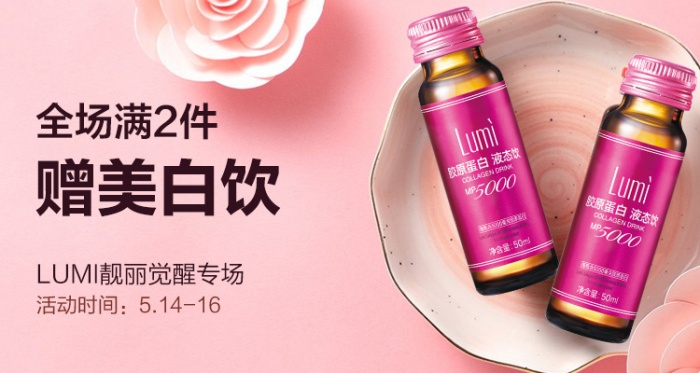 全场满2件
赠美白饮
LUMI靓丽觉醒专场
活动时间：5.14-16
Lumi
胶原蛋白 液态饮
COLLAGEN DRINK
MP5000
净含量:50ml
Lumi
胶原蛋白 液态饮
COLLAGEN DRINK
MP5000
净含量:50ml